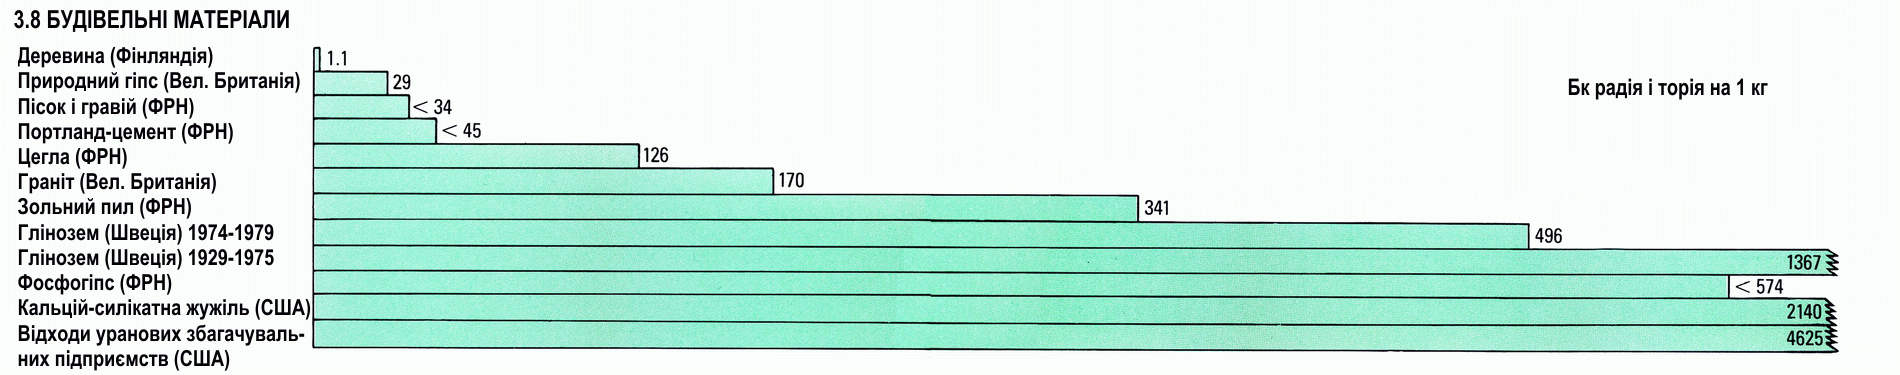 3.8 БУДІВЕЛЬНІ МАТЕРІАЛИ
Деревина (Фінляндія) 1.1
Природний гіпс (Вел. Британія) 29
Бк радія і торія на 1 кг
Пісок і гравій (ФРН) < 34
Портланд-цемент (ФРН) < 45
Цегла (ФРН) 126
Граніт (Вел. Британія) 170
Зольний пил (ФРН) 341
Глінозем (Швеція) 1974-1979 496
Глінозем (Швеція) 1929-1975 1367
Фосфогіпс (ФРН) < 574
Кальцій-силікатна жужіль (США) 2140
Відходи уранових збагачуваль- 4625
них підприємств (США)